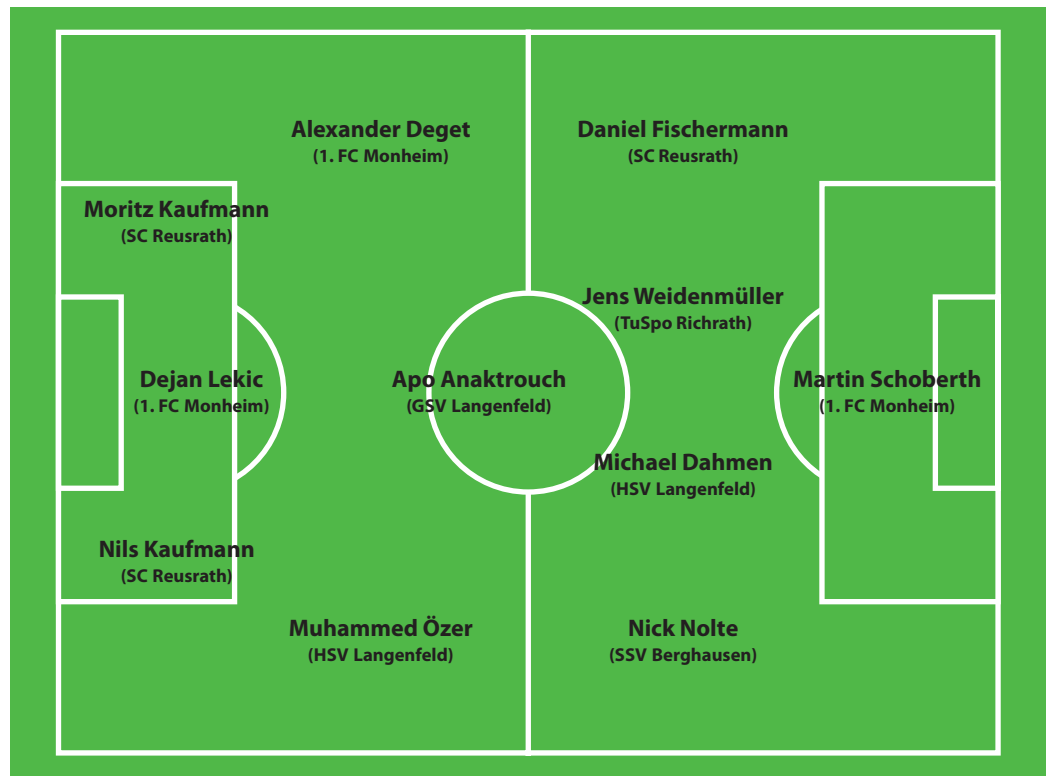 Alexander Deget
(1. FC Monheim)
Daniel Fischermann
(SC Reusrath)
Moritz Kaufmann
(SC Reusrath)
Jens Weidenmüller
(TuSpo Richrath)
Dejan Lekic
(1. FC Monheim)
Apo Anaktrouch
(GSV Langenfeld)
Martin Schoberth
(1. FC Monheim)
Michael Dahmen
(HSV Langenfeld)
Nils Kaufmann
(SC Reusrath)
Muhammed Özer
(HSV Langenfeld)
Nick Nolte
(SSV Berghausen)